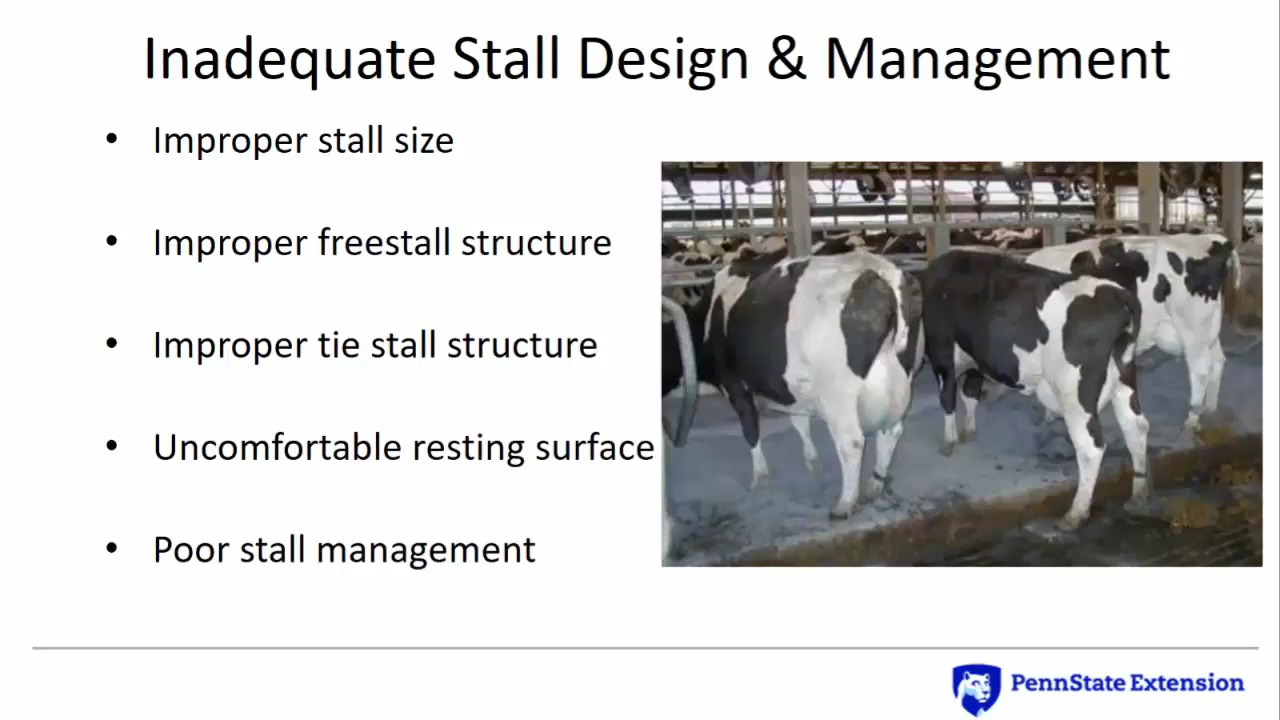 Inadequate Stall Design & Management
• Improper stall size
• Improper freestall structure
• Improper tie stall structure
• Uncomfortable resting surface
• Poor stall management
PennState Extension